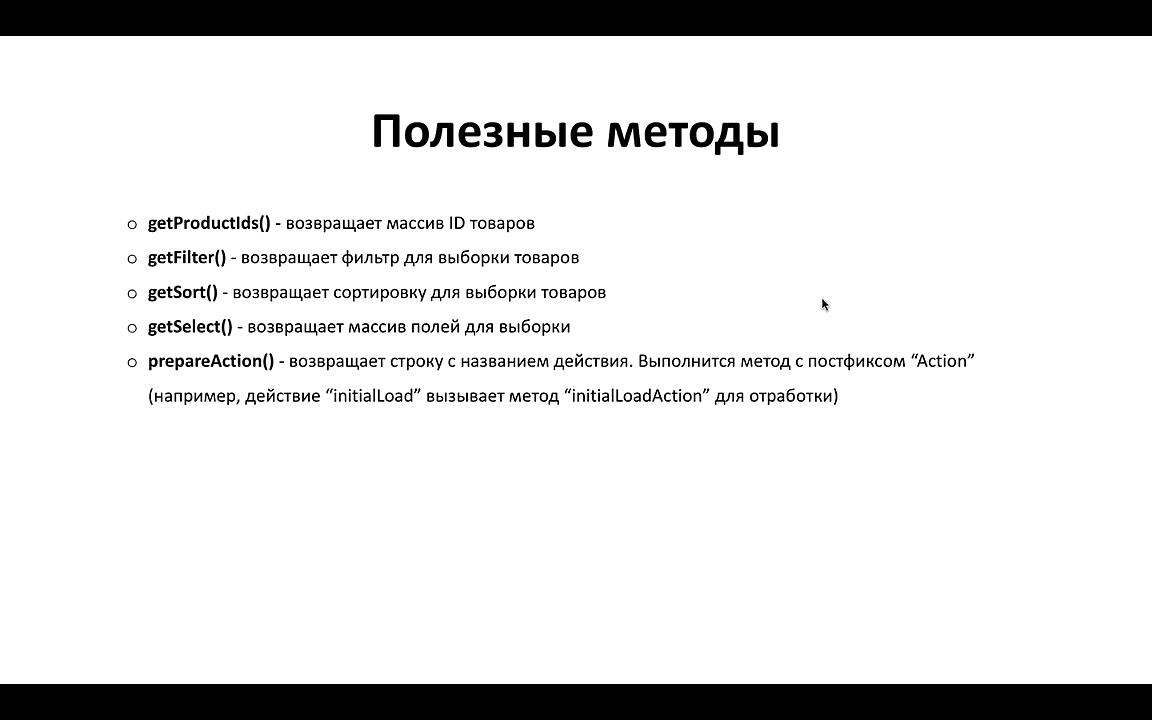 Полезные методы
o getProductIds() - возвращает массив ID товаров
o getFilter() - возвращает фильтр для выборки товаров
o getSort() - возвращает сортировку для выборки товаров
o getSelect() - возвращает массив полей для выборки
o prepareAction() - возвращает строку с названием действия. Выполнится метод с постфиксом “Action”
(например, действие “initialLoad” вызывает метод “initialLoadAction” для отработки)